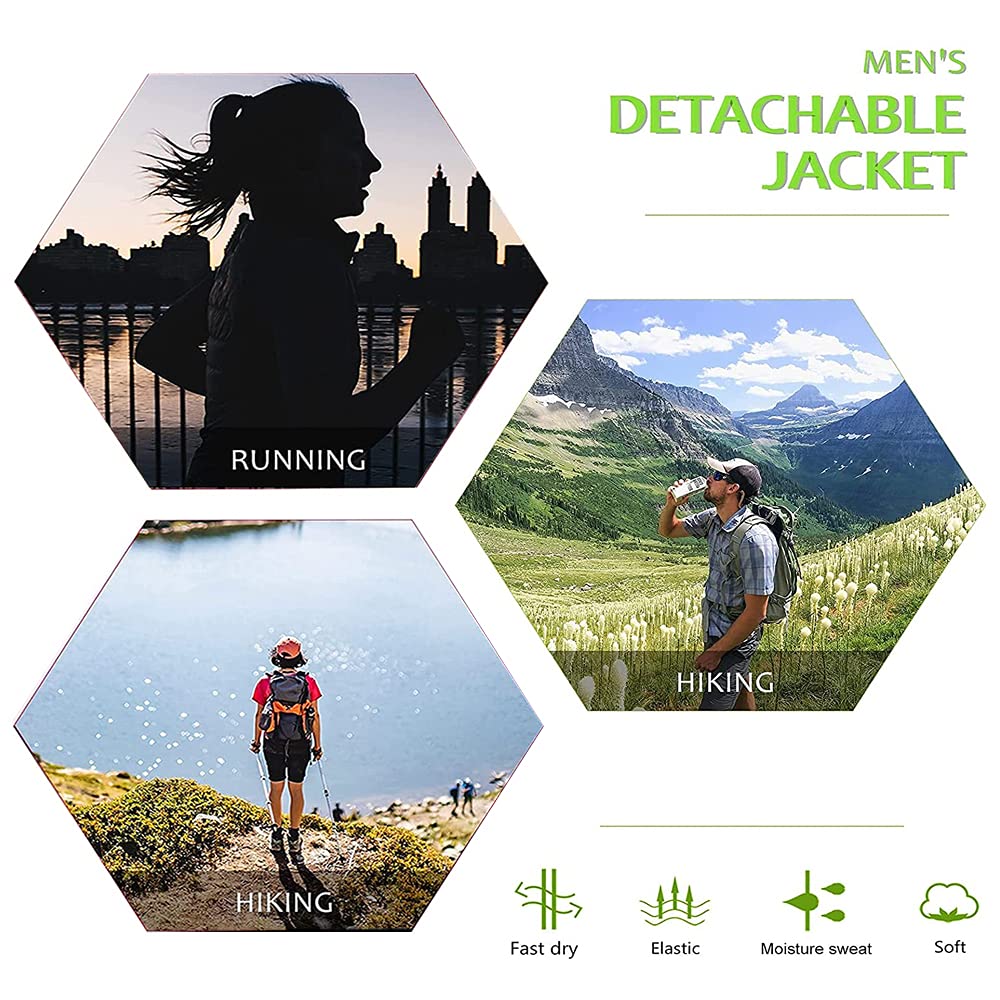 MEN'S
DETACHABLE
JACKET
RUNNING
HIKING
HIKING
Fast dry
Elastic
Moisture sweat
Soft